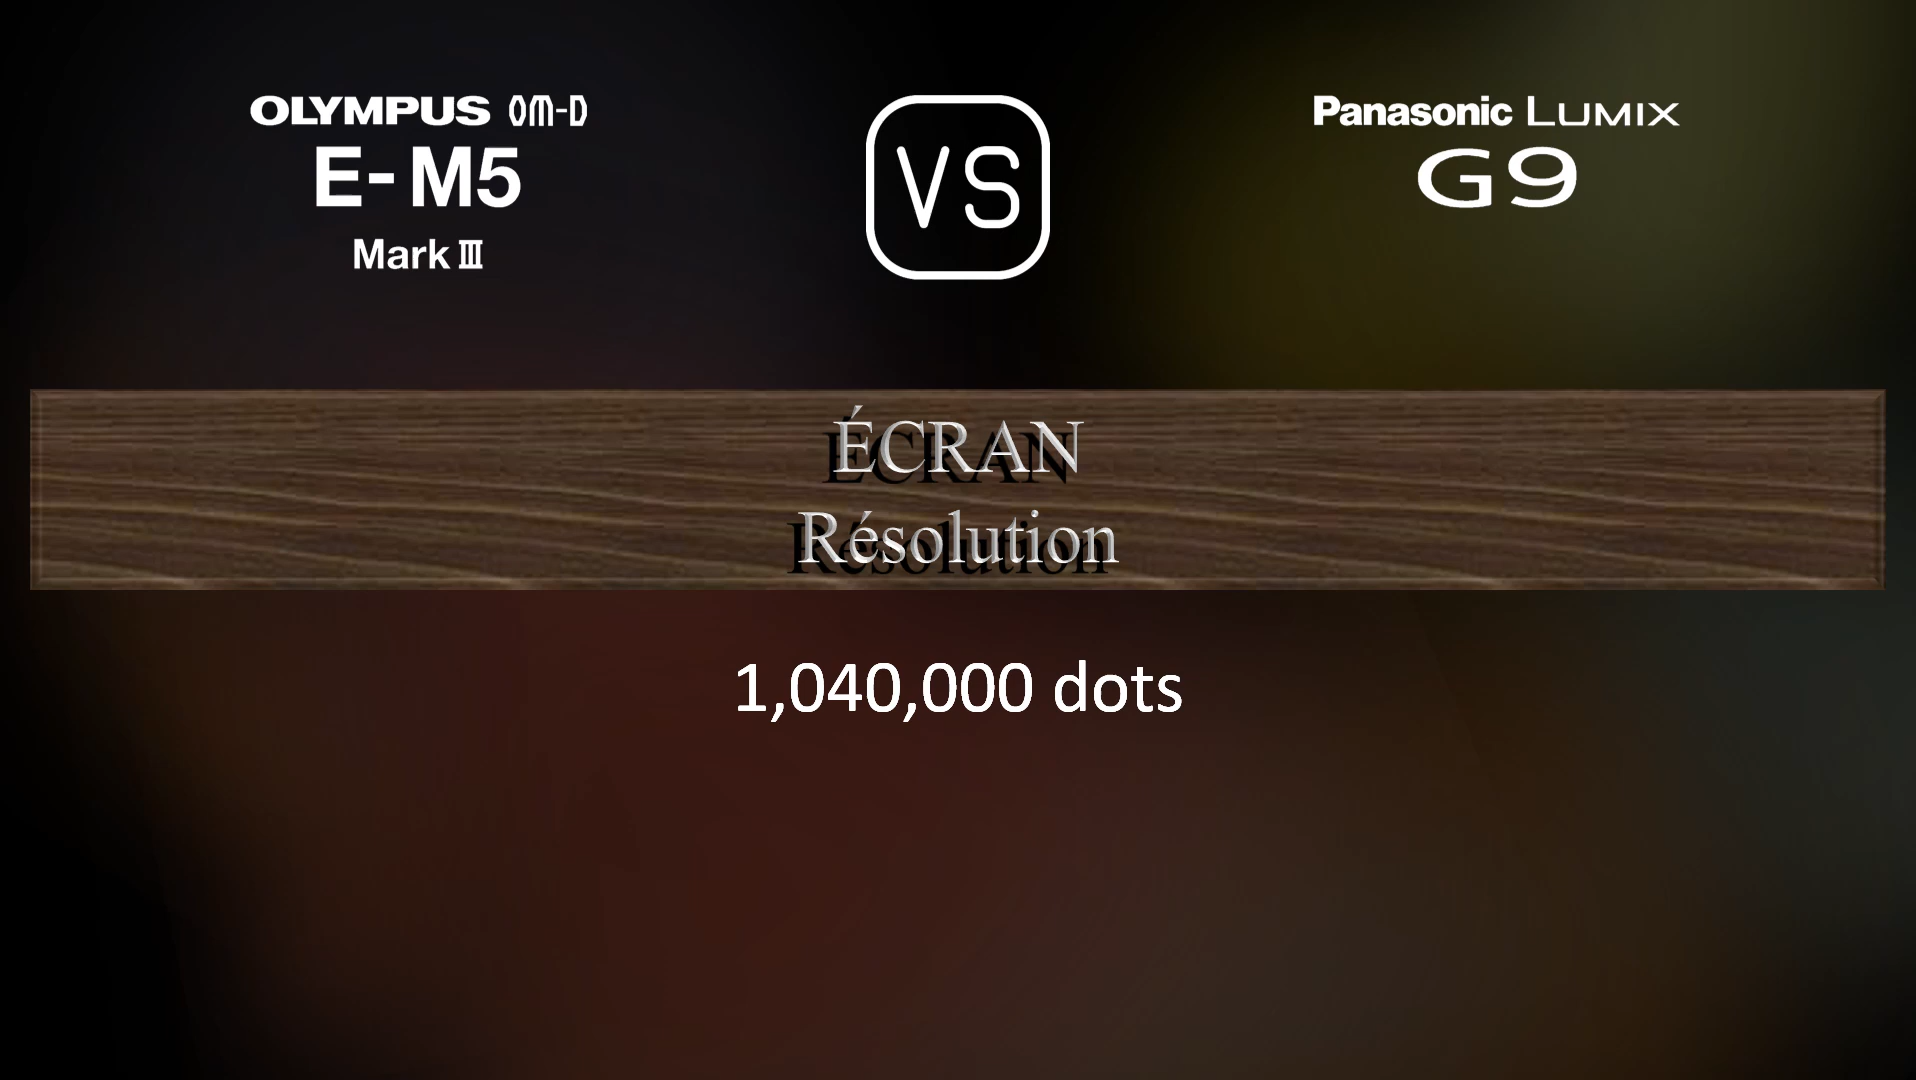 OLYMPUS OM-D
E-M5
Mark III
VS
Panasonic LUMIX
G9
ÉCRAN
Résolution
1,040,000 dots